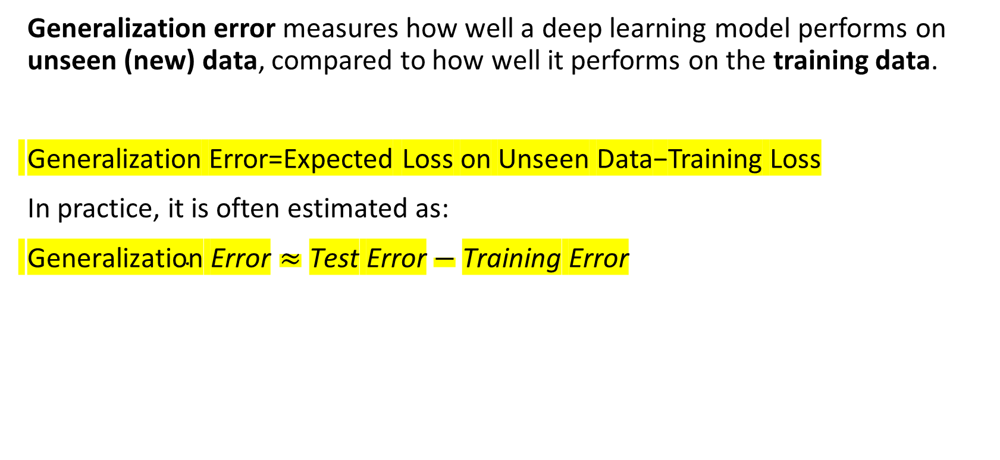 Generalization error measures how well a deep learning model performs on
unseen (new) data, compared to how well it performs on the training data.
Generalization Error=Expected Loss on Unseen Data−Training Loss
In practice, it is often estimated as:
Generalization Error ≈ Test Error − Training Error